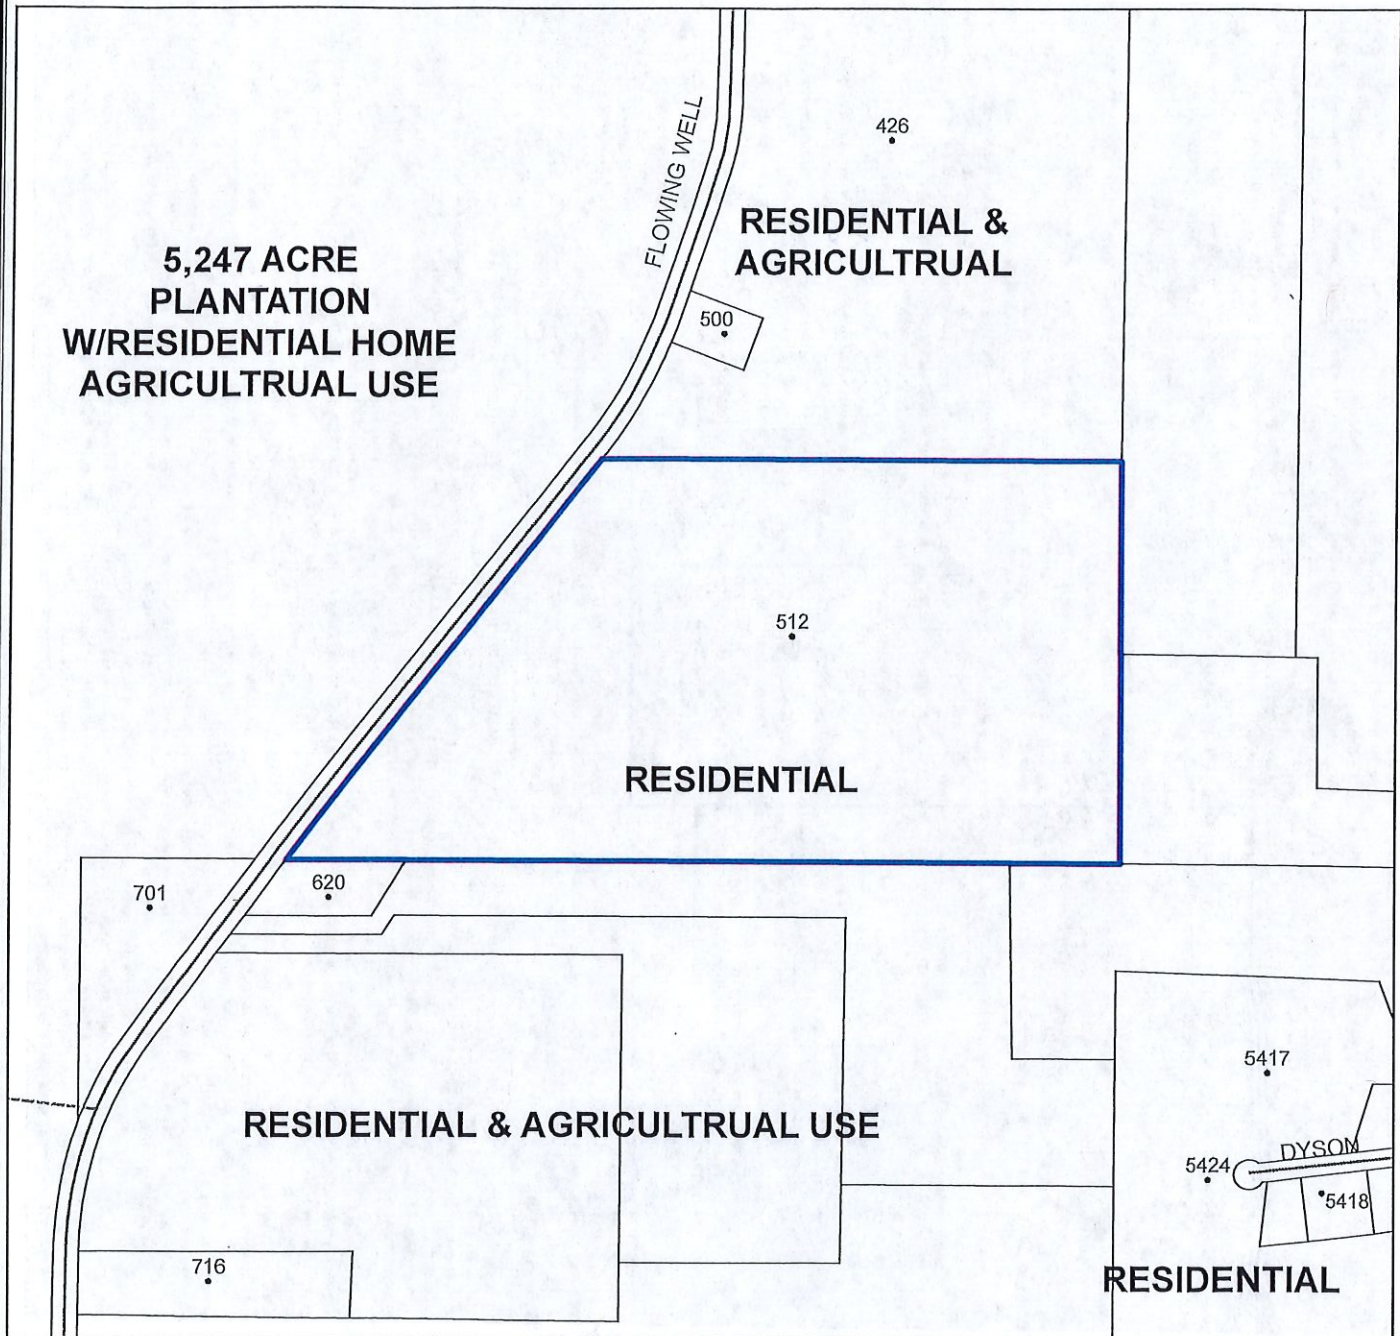 426
FLOWING WELL
RESIDENTIAL &
AGRICULTRUAL
5,247 ACRE
PLANTATION
W/RESIDENTIAL HOME
AGRICULTRUAL USE
500
512
RESIDENTIAL
701
620
5417
RESIDENTIAL & AGRICULTRUAL USE
DYSON
5424
5418
716
RESIDENTIAL